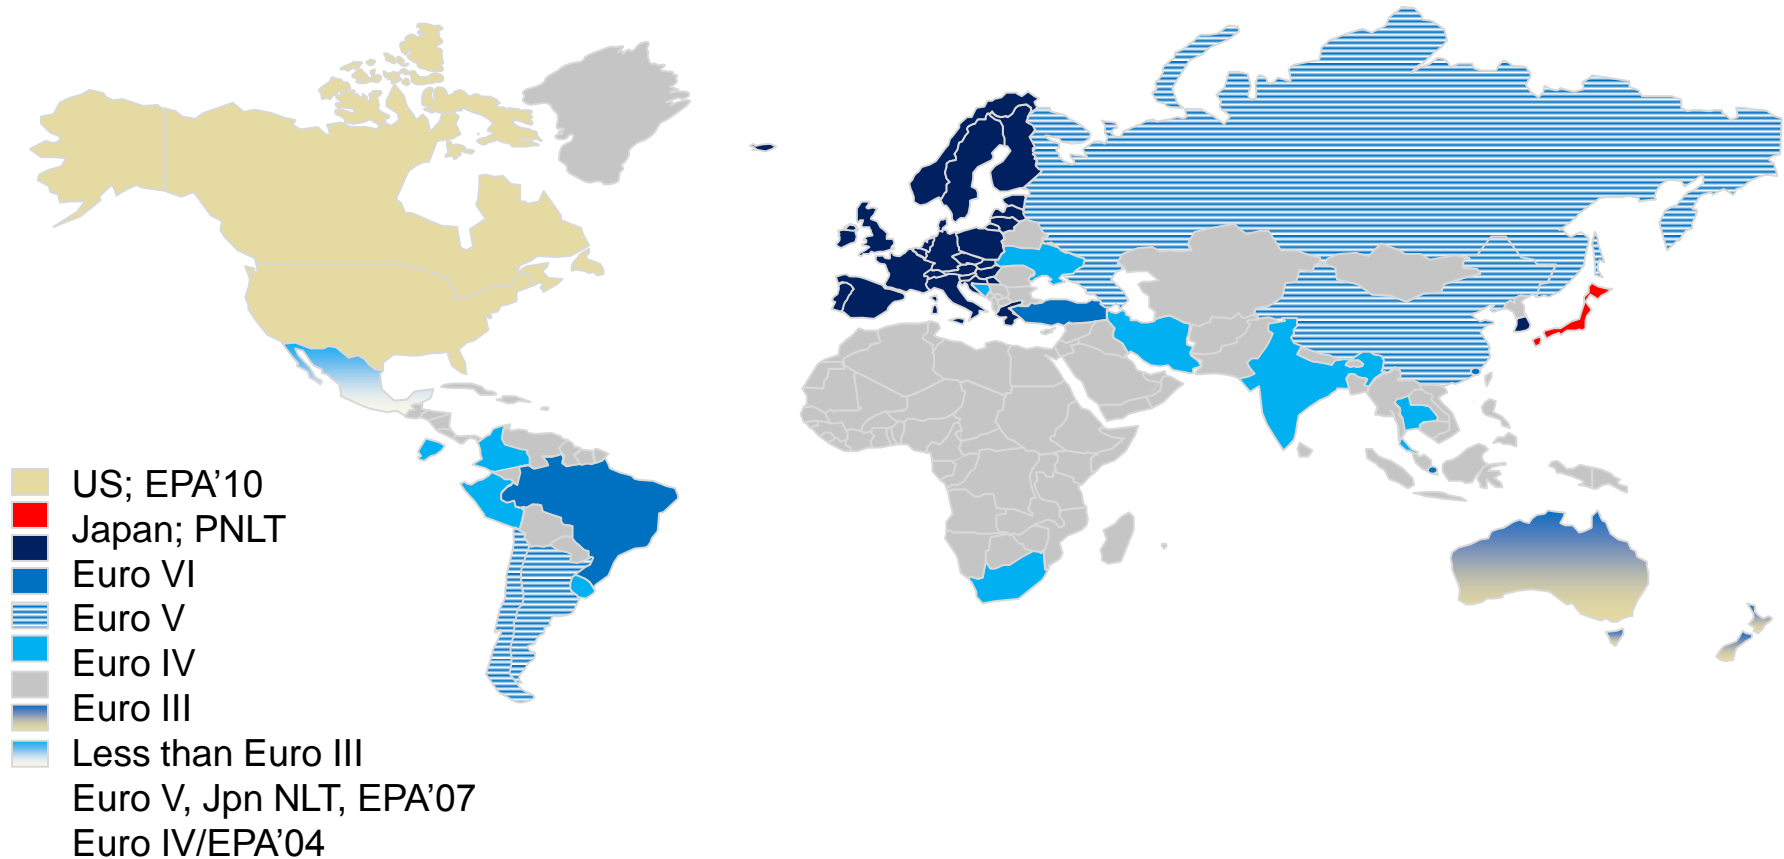 US; EPA’10
Japan; PNLT
Euro VI
Euro V
Euro IV
Euro III
Less than Euro III
Euro V, Jpn NLT, EPA’07
Euro IV/EPA’04